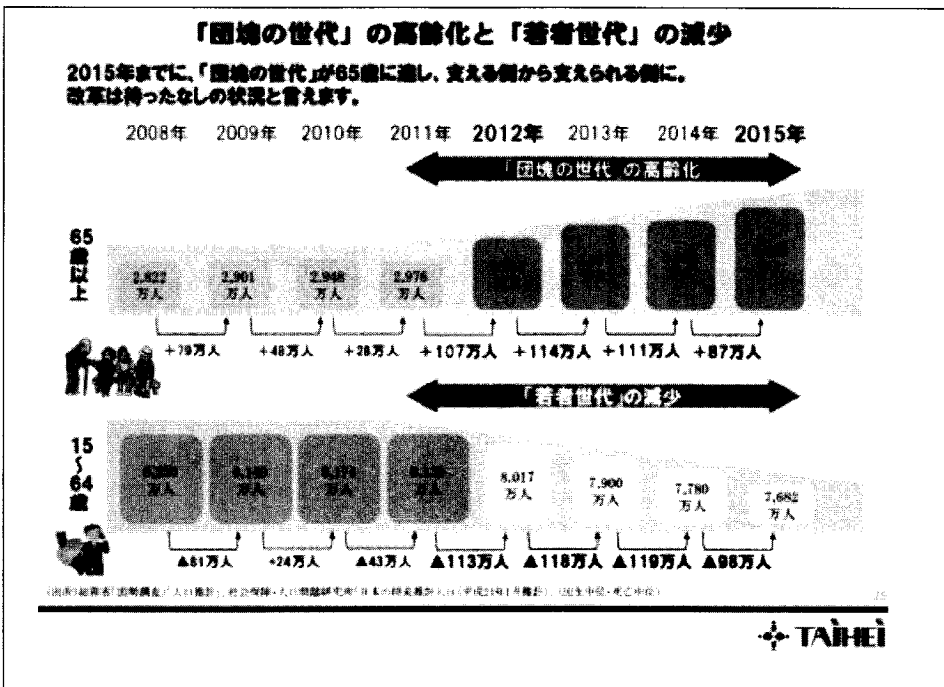 「団塊の世代」の高齢化と「若者世代」の減少
2015年までに、「団塊の世代」が65歳に達し、支える側から支えられる側に。
改革は待ったなしの状況と言えます。
2008年 2009年 2010年 2011年 2012年 2013年 2014年 2015年
「団塊の世代」の高齢化
65歳以上
2,822万人 2,901万人 2,948万人 2,976万人
+79万人 +48万人 +26万人 +107万人 +114万人 +111万人 +87万人
「若者世代」の減少
15~64歳
万人 万人 万人 万人 8,017万人 7,900万人 7,780万人 7,682万人
▲81万人 +24万人 ▲43万人 ▲113万人 ▲118万人 ▲119万人 ▲98万人
TAIHEI